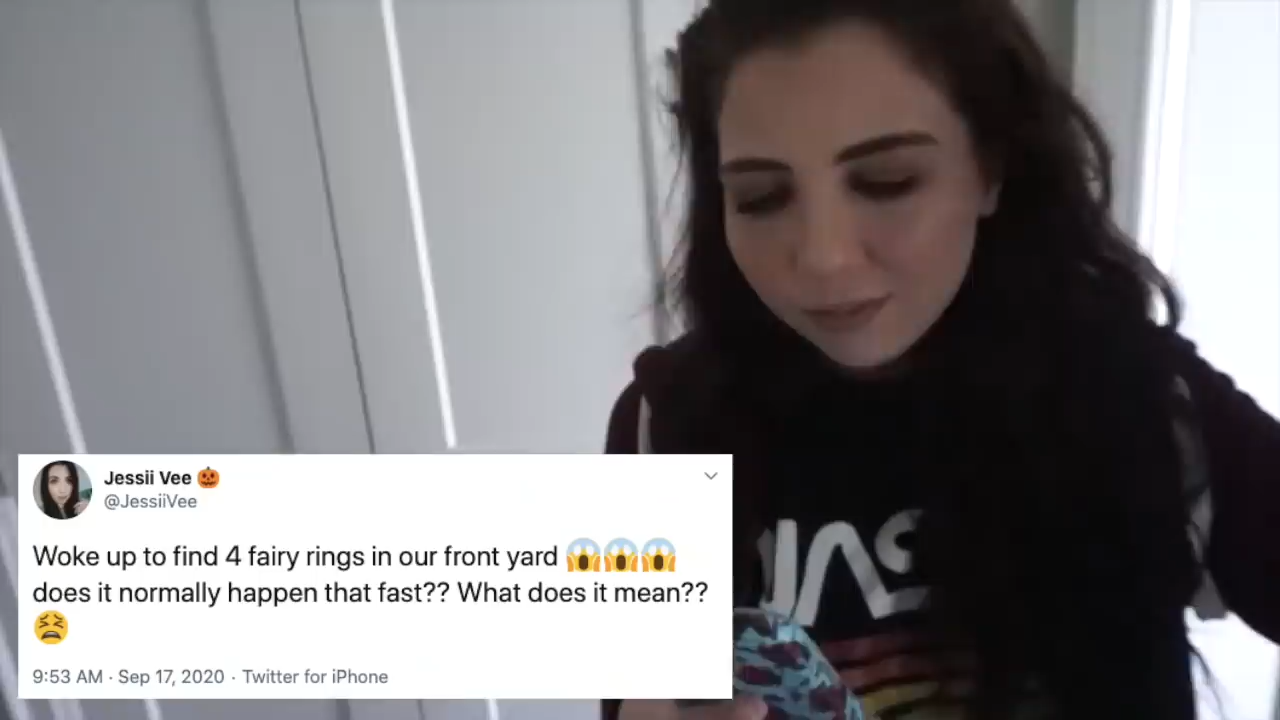 Jessii Vee 🎃
@JessiiVee
Woke up to find 4 fairy rings in our front yard 😱😱😱
does it normally happen that fast?? What does it mean??
😫
9:53 AM · Sep 17, 2020 · Twitter for iPhone